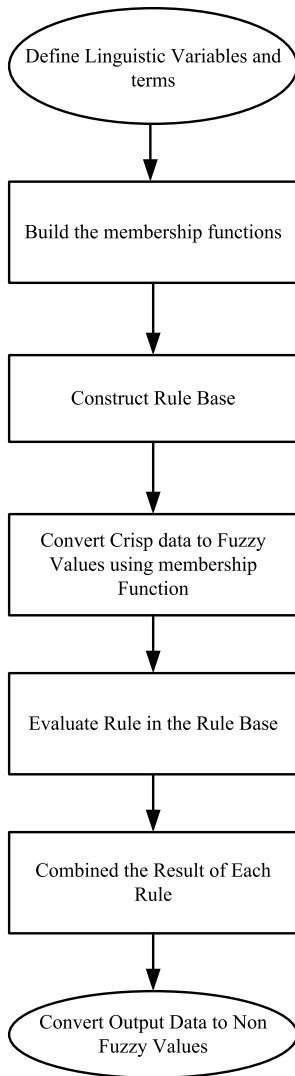 Define Linguistic Variables and
terms
Build the membership functions
Construct Rule Base
Convert Crisp data to Fuzzy
Values using membership
Function
Evaluate Rule in the Rule Base
Combined the Result of Each
Rule
Convert Output Data to Non
Fuzzy Values